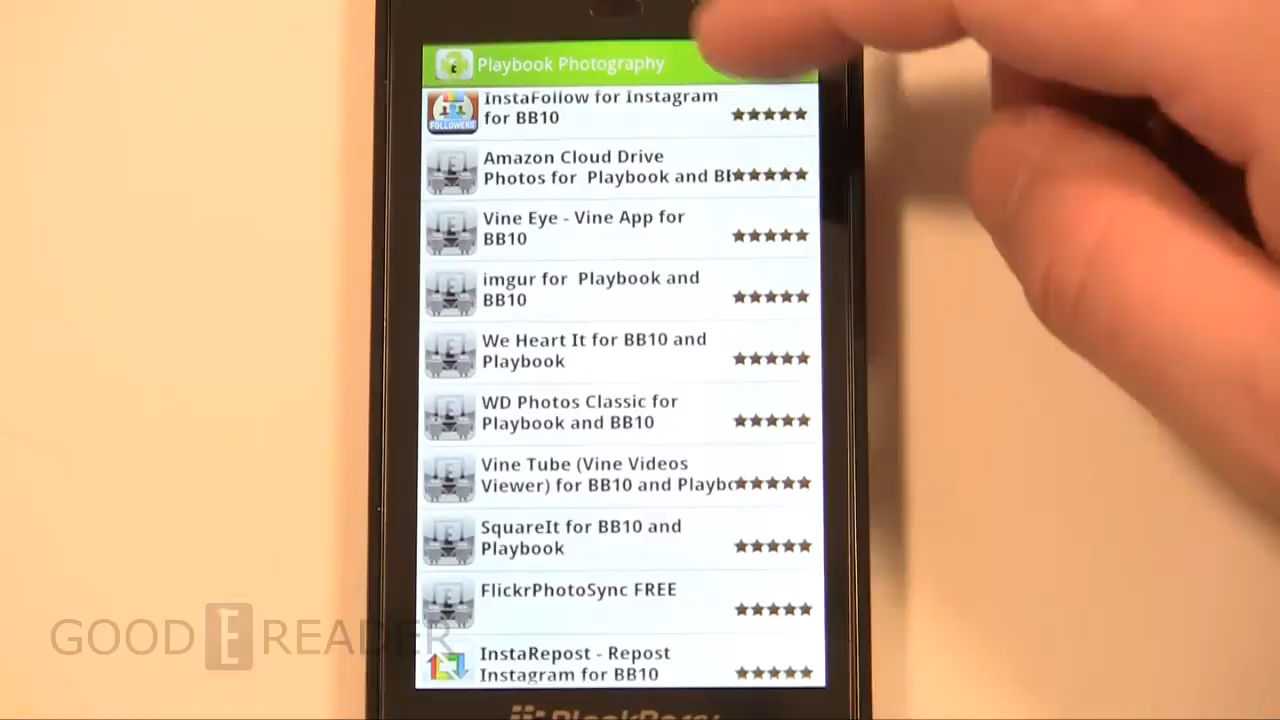 Playbook Photography
InstaFollow for Instagram
for BB10
FOLLOWERS
Amazon Cloud Drive
Photos for Playbook and
Vine Eye - Vine App for
BB10
imgur for Playbook and
BB10
We Heart It for BB10 and
Playbook
WD Photos Classic for
Playbook and BB10
Vine Tube (Vine Videos
Viewer) for BB10 and
SquareIt for BB10 and
Playbook
FlickrPhotoSync FREE
InstaRepost - Repost
Instagram for BB10
GOOD E READER
BlackBerry